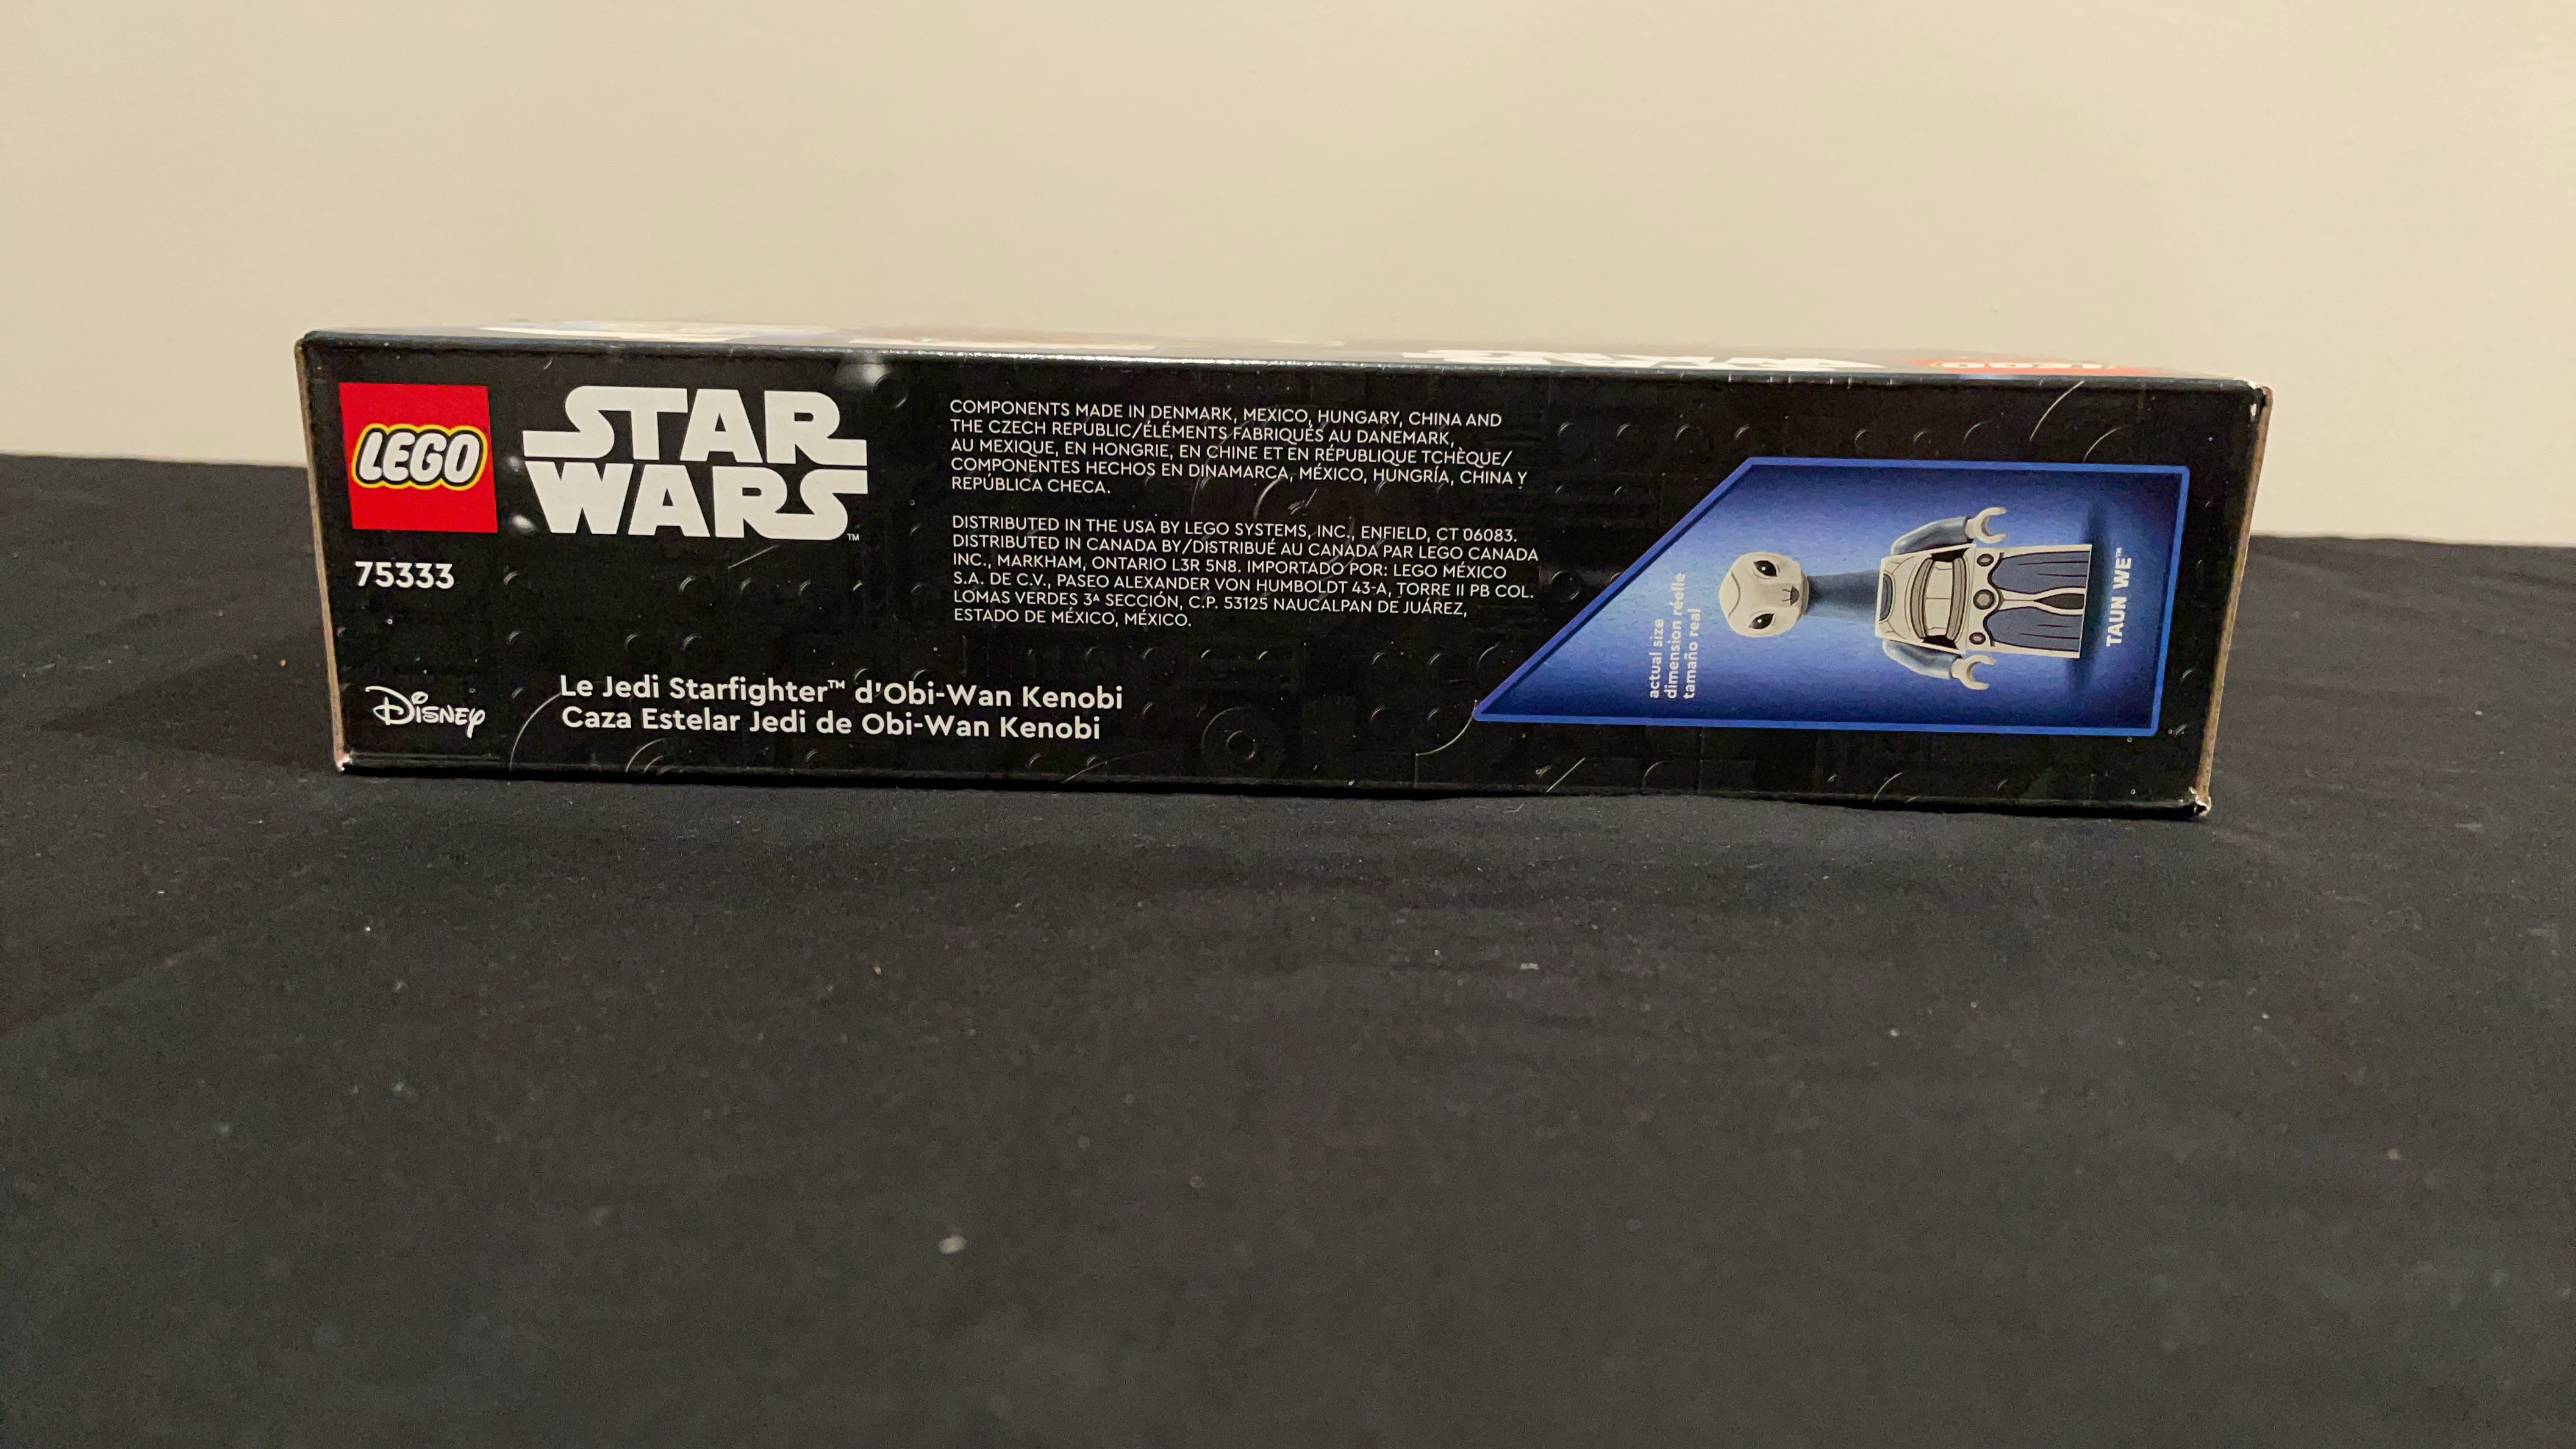 LEGO
STAR
WARS™
75333
COMPONENTS MADE IN DENMARK, MEXICO, HUNGARY, CHINA AND
THE CZECH REPUBLIC/ÉLÉMENTS FABRIQUÉS AU DANEMARK,
AU MEXIQUE, EN HONGRIE, EN CHINE ET EN RÉPUBLIQUE TCHÈQUE/
COMPONENTES HECHOS EN DINAMARCA, MÉXICO, HUNGRÍA, CHINA Y
REPÚBLICA CHECA.
DISTRIBUTED IN THE USA BY LEGO SYSTEMS, INC., ENFIELD, CT 06083.
DISTRIBUTED IN CANADA BY/DISTRIBUÉ AU CANADA PAR LEGO CANADA
INC., MARKHAM, ONTARIO L3R 5N8. IMPORTADO POR: LEGO MÉXICO
S.A. DE C.V., PASEO ALEXANDER VON HUMBOLDT 43-A, TORRE II PB COL.
LOMAS VERDES 3ᴬ SECCIÓN, C.P. 53125 NAUCALPAN DE JUÁREZ,
ESTADO DE MÉXICO, MÉXICO.
Disney
Le Jedi Starfighter™ d'Obi-Wan Kenobi
Caza Estelar Jedi de Obi-Wan Kenobi
actual size
dimension réelle
tamaño real
TAUN WE™
LEGO